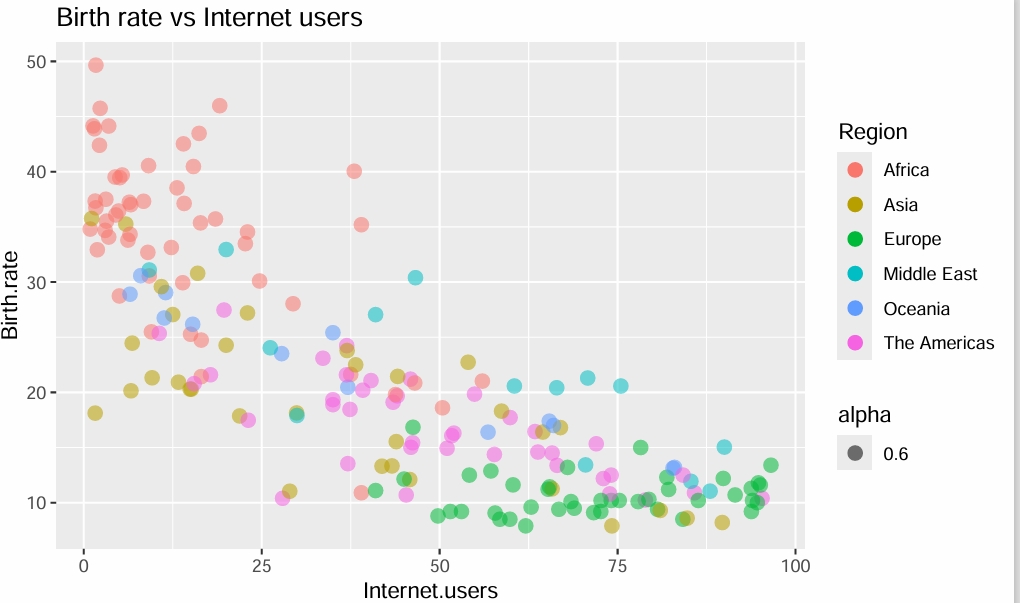 Birth rate vs Internet users
50
40
30
20
10
Birth.rate
0
25
50
75
100
Internet.users
Region
Africa
Asia
Europe
Middle East
Oceania
The Americas
alpha
0.6